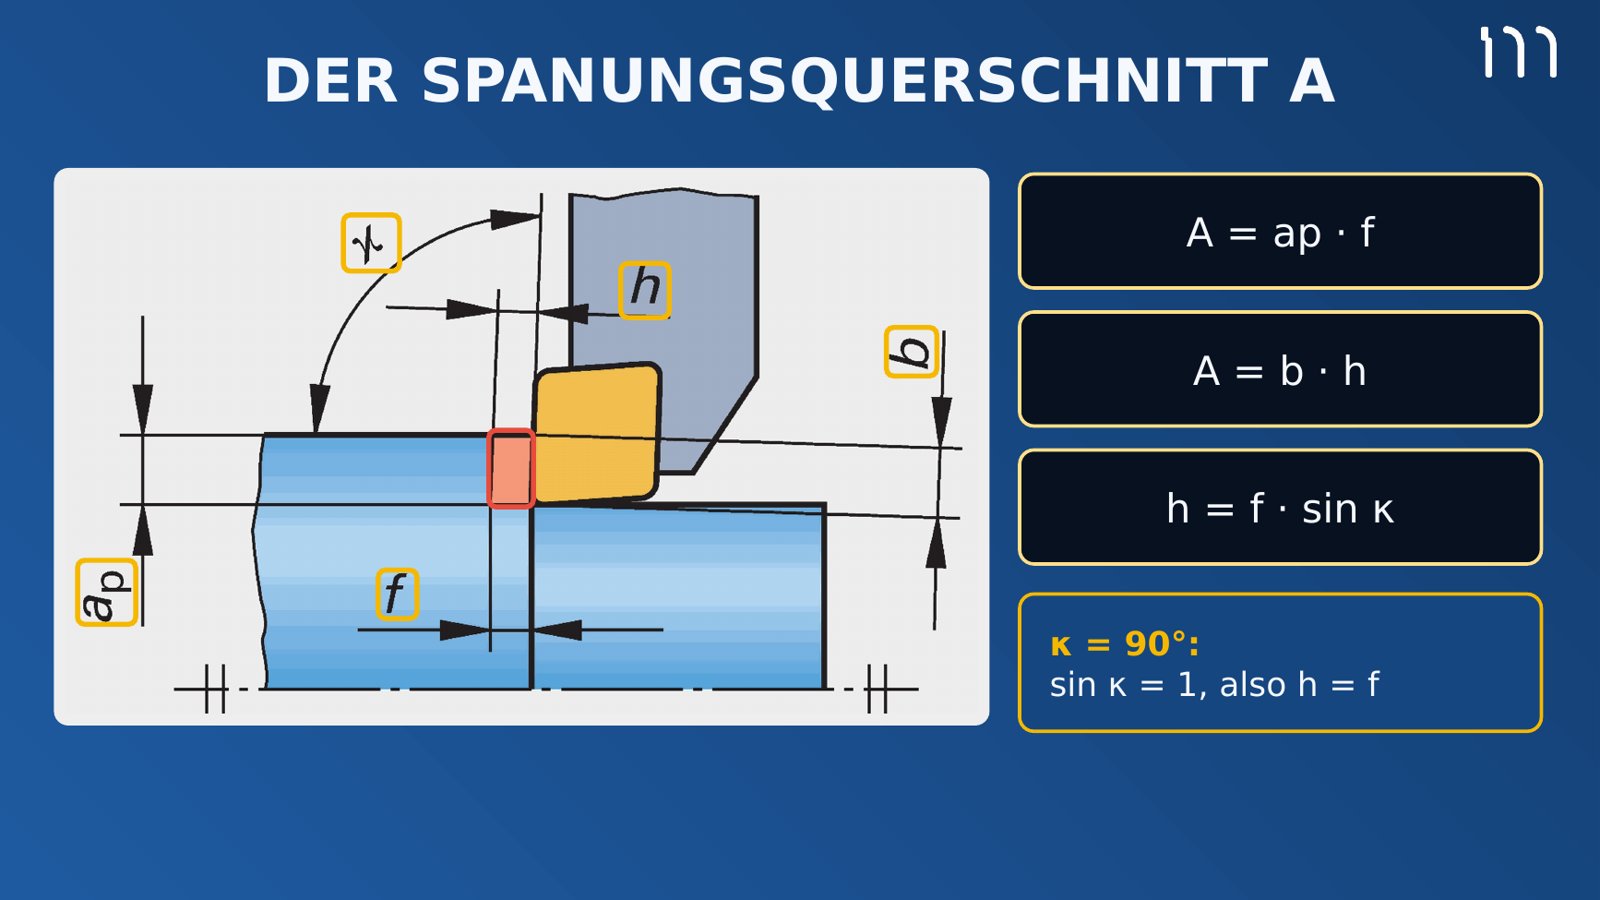 DER SPANUNGSQUERSCHNITT A
ϰ
h
b
ap
f
A = ap · f
A = b · h
h = f · sin κ
κ = 90°:
sin κ = 1, also h = f